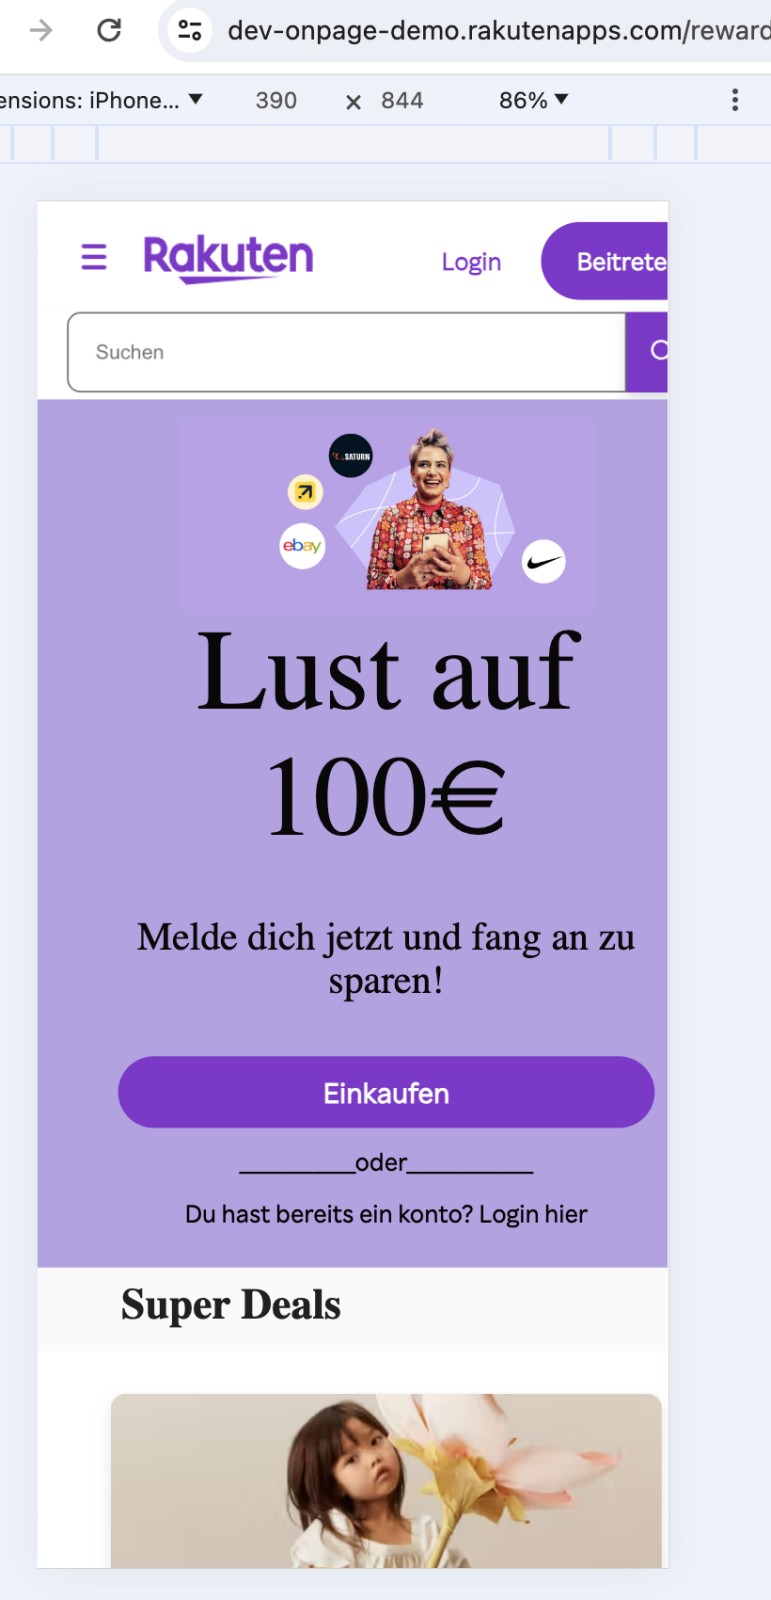 dev-onpage-demo.rakutenapps.com/reward
ensions: iPhone... ▼ 390 × 844 86% ▼
Rakuten Login Beitrete
Suchen
SATURN
ebay
Lust auf
100€
Melde dich jetzt und fang an zu
sparen!
Einkaufen
_________oder__________
Du hast bereits ein konto? Login hier
Super Deals